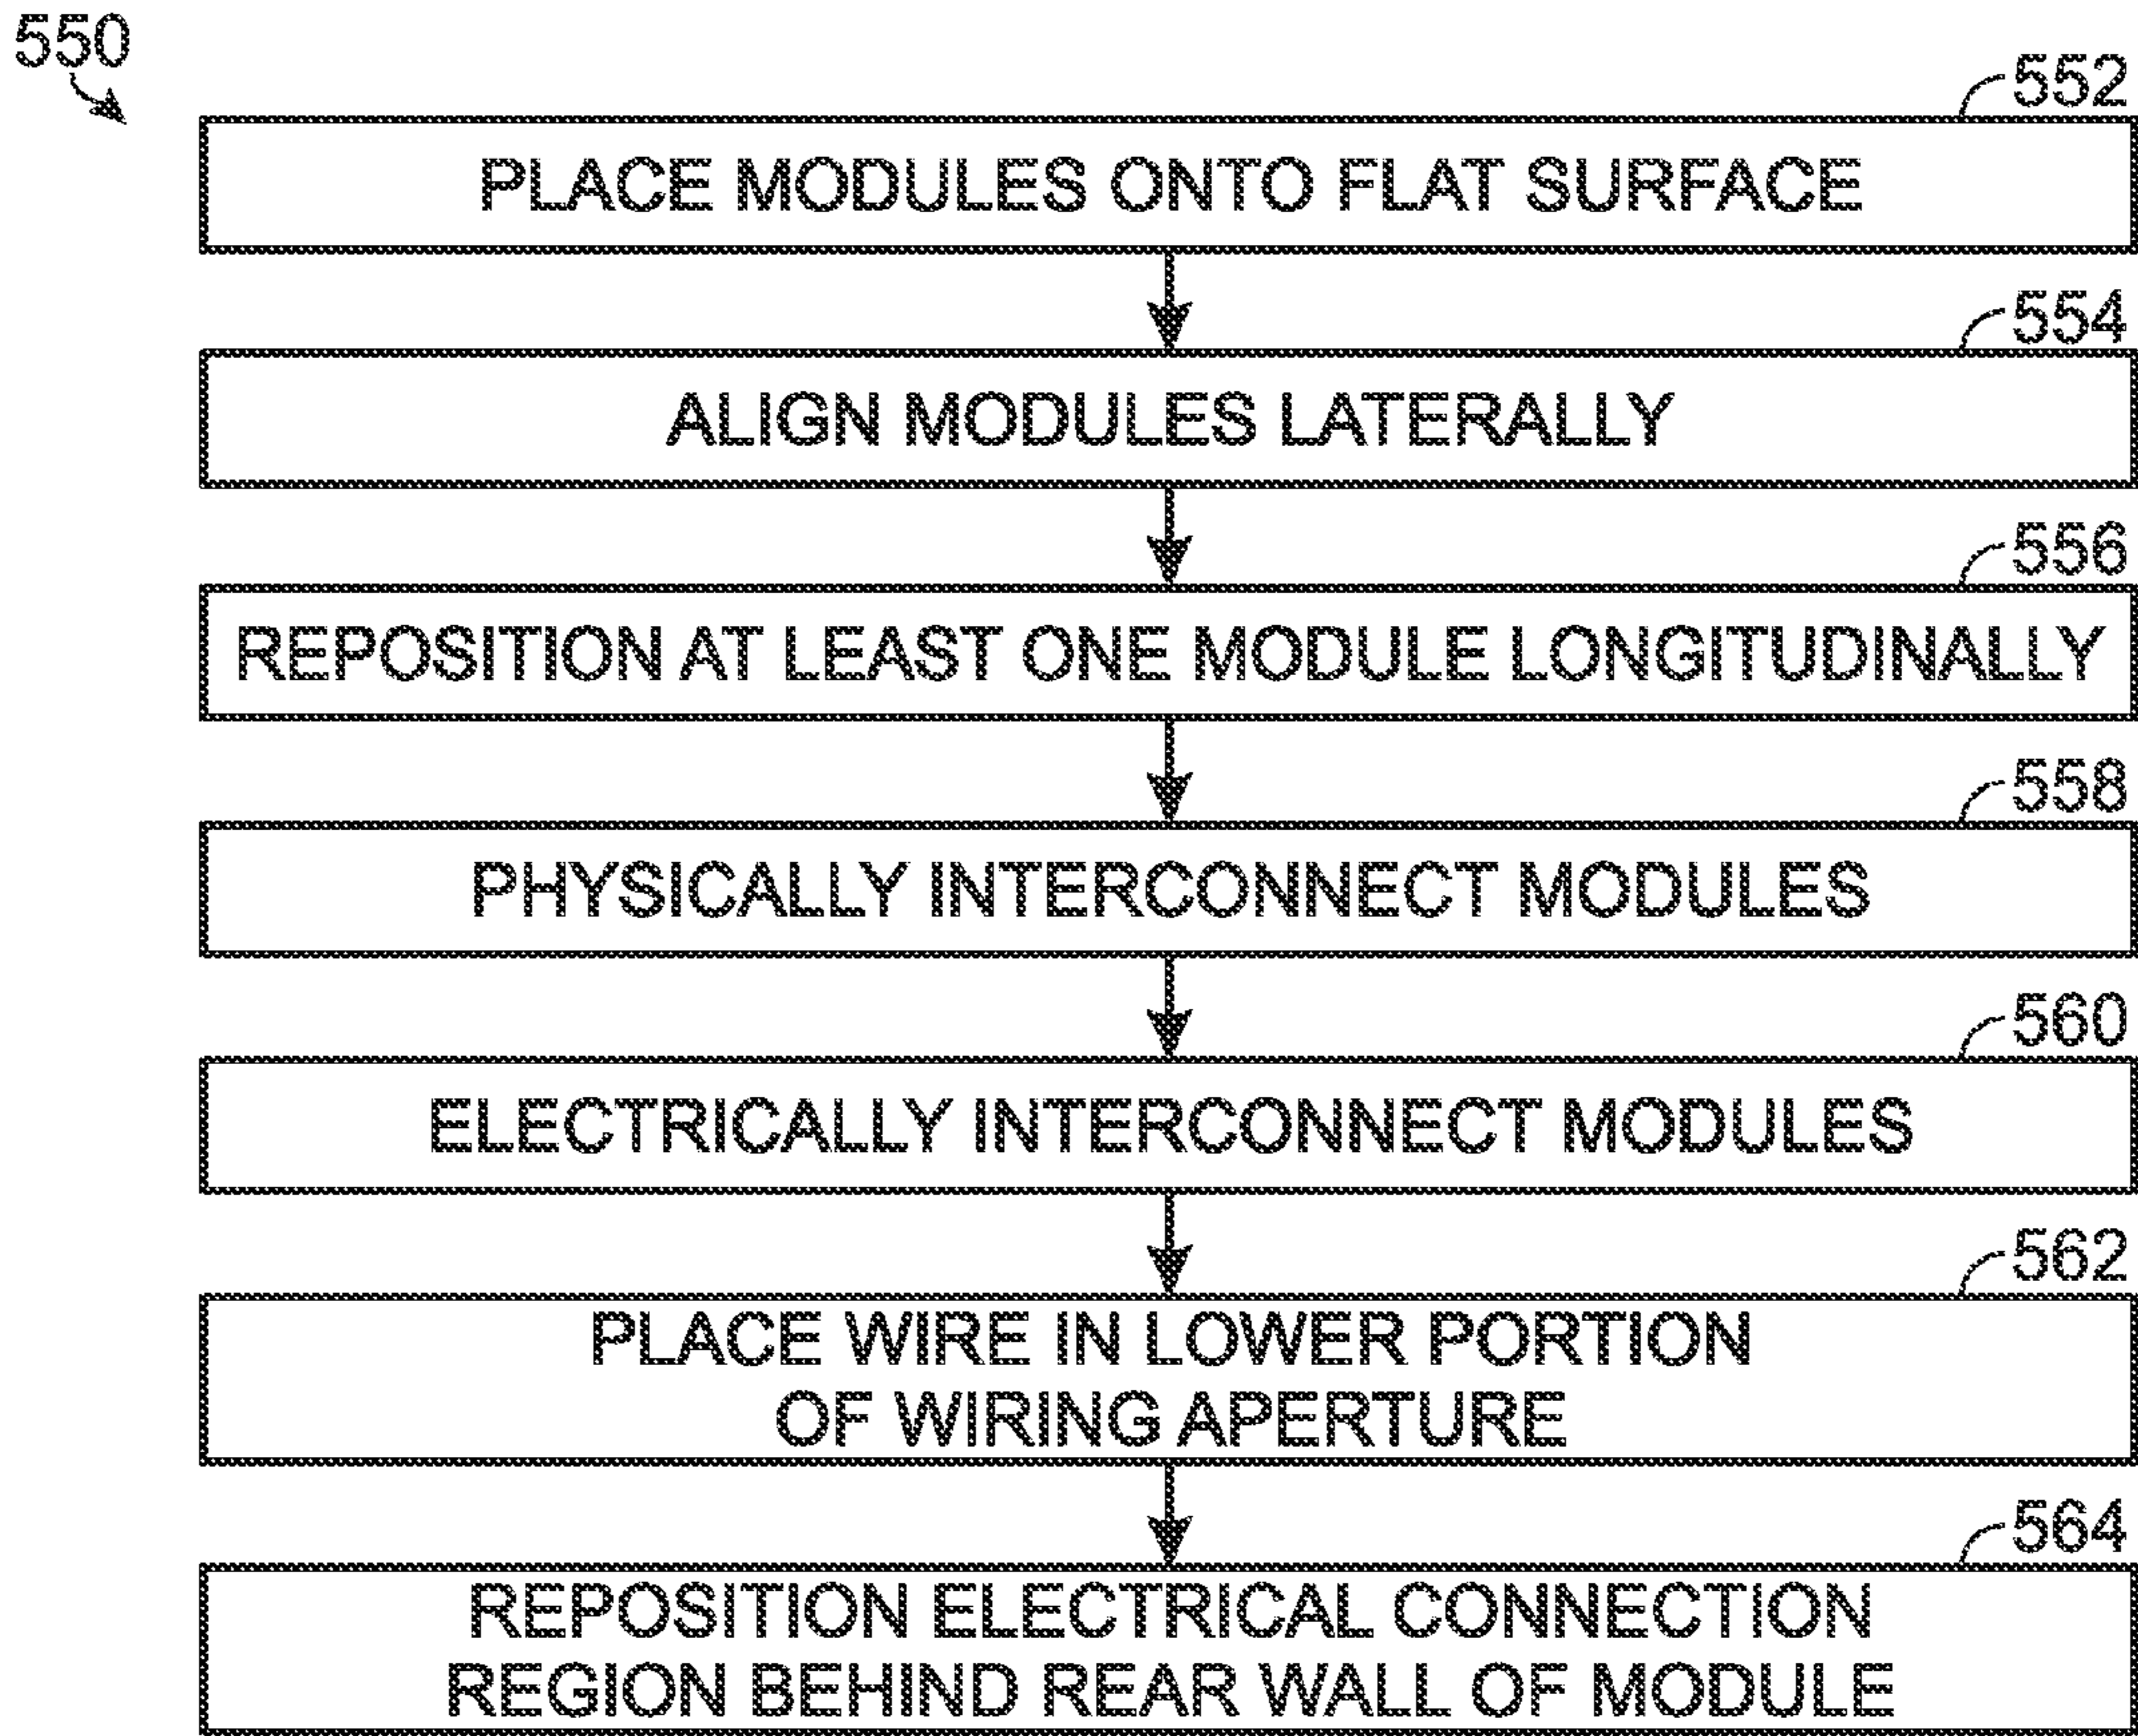 550
552
PLACE MODULES ONTO FLAT SURFACE
554
ALIGN MODULES LATERALLY
556
REPOSITION AT LEAST ONE MODULE LONGITUDINALLY
558
PHYSICALLY INTERCONNECT MODULES
560
ELECTRICALLY INTERCONNECT MODULES
562
PLACE WIRE IN LOWER PORTION
OF WIRING APERTURE
564
REPOSITION ELECTRICAL CONNECTION
REGION BEHIND REAR WALL OF MODULE